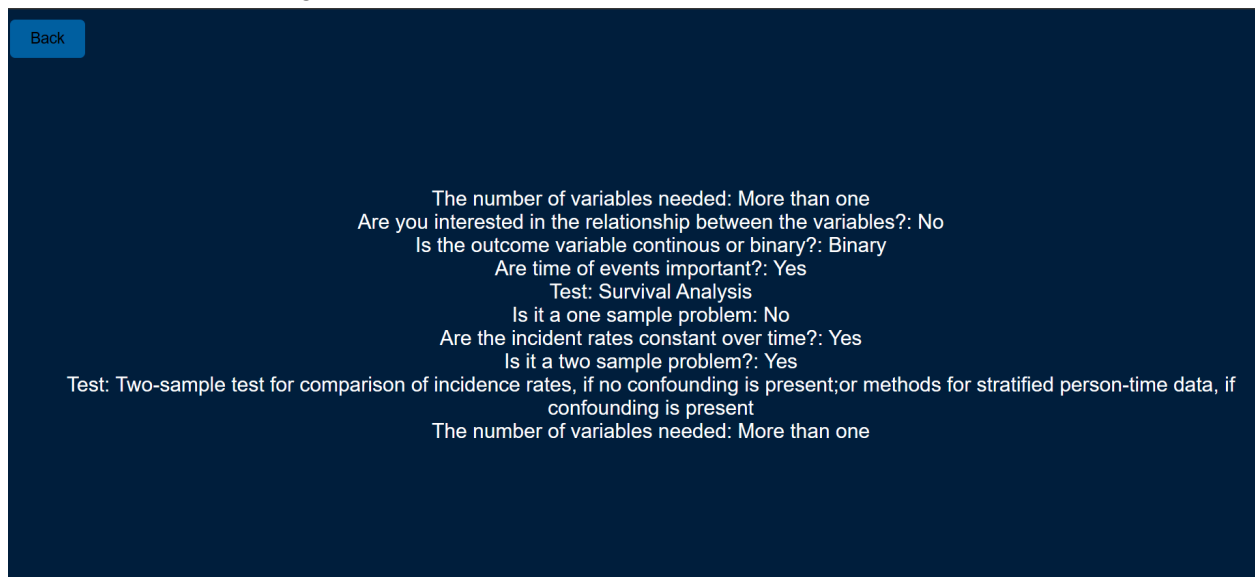 Back
The number of variables needed: More than one
Are you interested in the relationship between the variables?: No
Is the outcome variable continous or binary?: Binary
Are time of events important?: Yes
Test: Survival Analysis
Is it a one sample problem: No
Are the incident rates constant over time?: Yes
Is it a two sample problem?: Yes
Test: Two-sample test for comparison of incidence rates, if no confounding is present;or methods for stratified person-time data, if
confounding is present
The number of variables needed: More than one